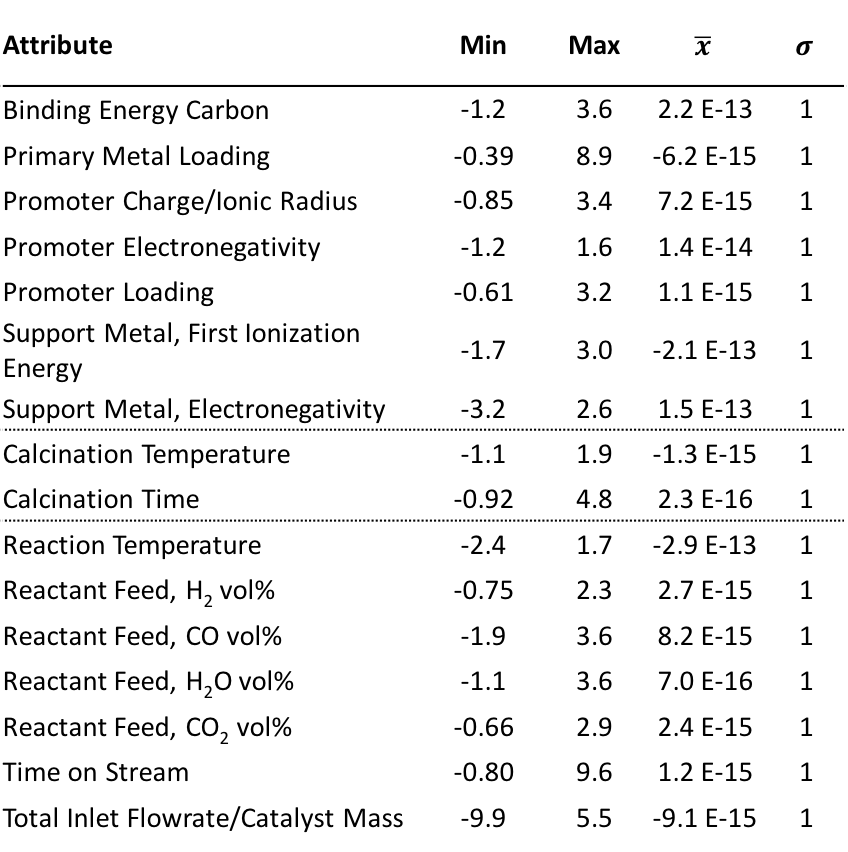 Attribute Min Max x̅ σ
Binding Energy Carbon -1.2 3.6 2.2 E-13 1
Primary Metal Loading -0.39 8.9 -6.2 E-15 1
Promoter Charge/Ionic Radius -0.85 3.4 7.2 E-15 1
Promoter Electronegativity -1.2 1.6 1.4 E-14 1
Promoter Loading -0.61 3.2 1.1 E-15 1
Support Metal, First Ionization
Energy -1.7 3.0 -2.1 E-13 1
Support Metal, Electronegativity -3.2 2.6 1.5 E-13 1
Calcination Temperature -1.1 1.9 -1.3 E-15 1
Calcination Time -0.92 4.8 2.3 E-16 1
Reaction Temperature -2.4 1.7 -2.9 E-13 1
Reactant Feed, H₂ vol% -0.75 2.3 2.7 E-15 1
Reactant Feed, CO vol% -1.9 3.6 8.2 E-15 1
Reactant Feed, H₂O vol% -1.1 3.6 7.0 E-16 1
Reactant Feed, CO₂ vol% -0.66 2.9 2.4 E-15 1
Time on Stream -0.80 9.6 1.2 E-15 1
Total Inlet Flowrate/Catalyst Mass -9.9 5.5 -9.1 E-15 1